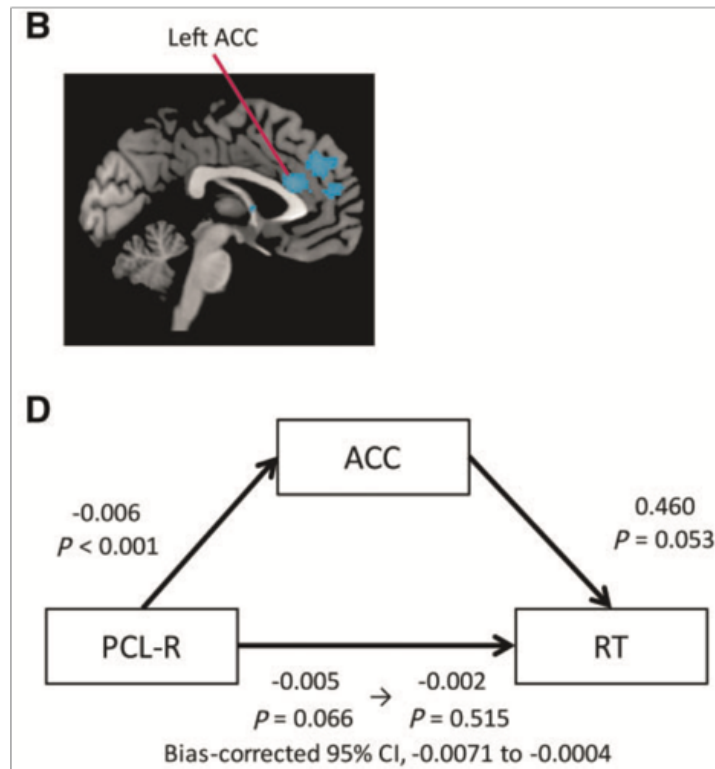 B
Left ACC
D
ACC
-0.006
P < 0.001
0.460
P = 0.053
PCL-R
RT
-0.005 → -0.002
P = 0.066 P = 0.515
Bias-corrected 95% CI, -0.0071 to -0.0004